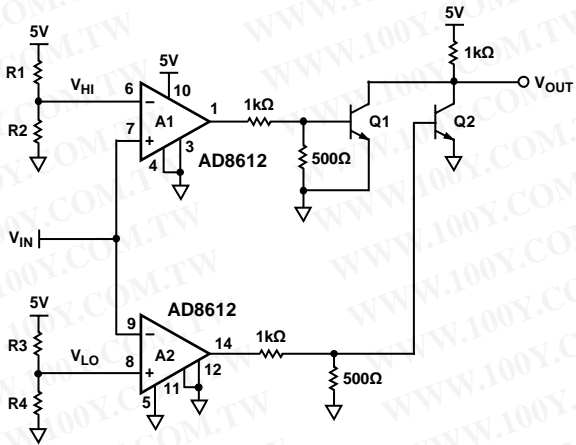 5V
5V
R1
1kΩ
5V
V_HI
V_OUT
6
10
1
1kΩ
R2
7
A1
Q1
Q2
4
3
AD8612
500Ω
V_IN
AD8612
5V
9
14
1kΩ
R3
V_LO
8
A2
12
11
500Ω
R4
5
WWW.100Y.COM.TW